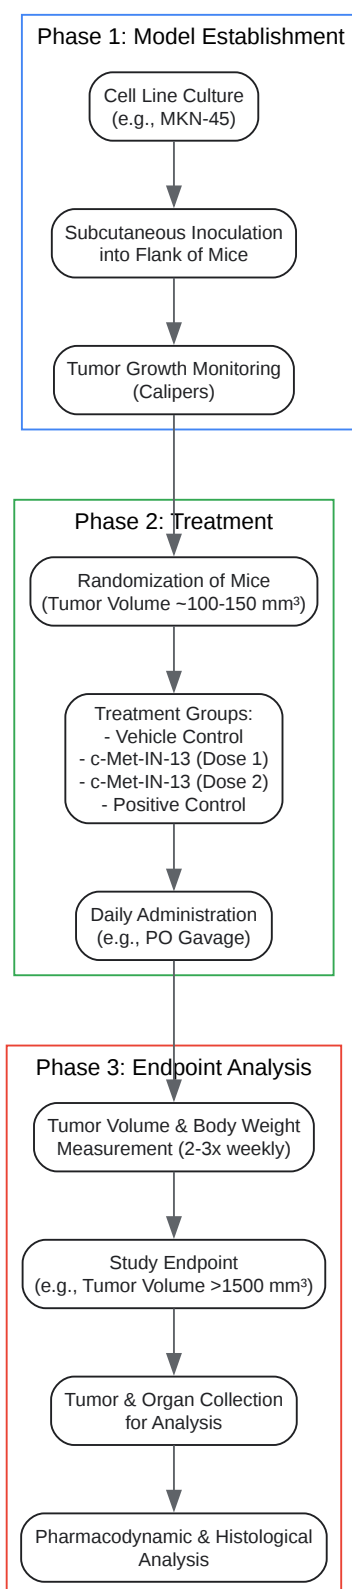 Phase 1: Model Establishment
Cell Line Culture
(e.g., MKN-45)
Subcutaneous Inoculation
into Flank of Mice
Tumor Growth Monitoring
(Calipers)
Phase 2: Treatment
Randomization of Mice
(Tumor Volume ~100-150 mm³)
Treatment Groups:
- Vehicle Control
- c-Met-IN-13 (Dose 1)
- c-Met-IN-13 (Dose 2)
- Positive Control
Daily Administration
(e.g., PO Gavage)
Phase 3: Endpoint Analysis
Tumor Volume & Body Weight
Measurement (2-3x weekly)
Study Endpoint
(e.g., Tumor Volume >1500 mm³)
Tumor & Organ Collection
for Analysis
Pharmacodynamic & Histological
Analysis